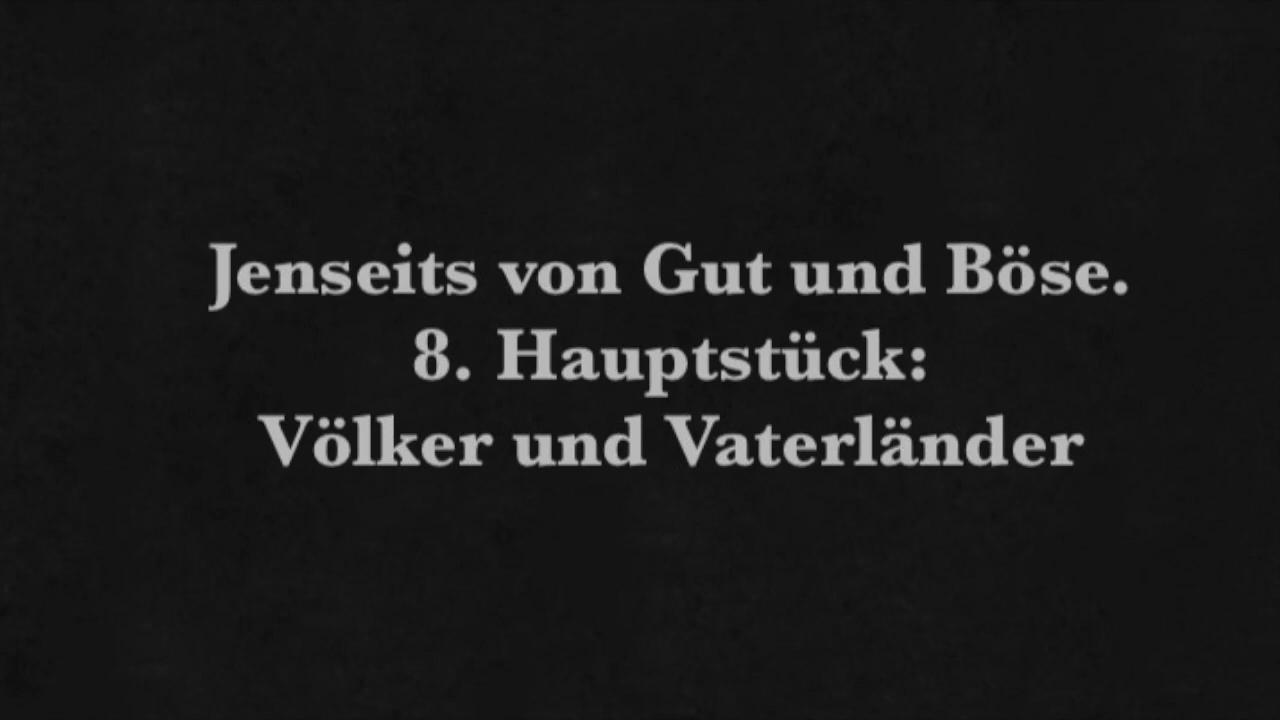 Jenseits von Gut und Böse.
8. Hauptstück:
Völker und Vaterländer